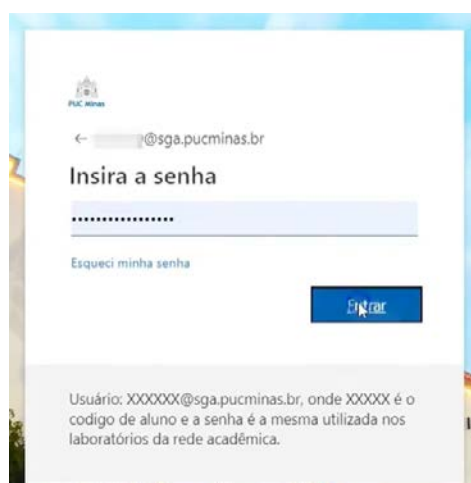 PUC Minas
← @sga.pucminas.br
Insira a senha
•••••••••••••••••
Esqueci minha senha
Entrar
Usuário: XXXXXX@sga.pucminas.br, onde XXXXX é o
codigo de aluno e a senha é a mesma utilizada nos
laboratórios da rede acadêmica.